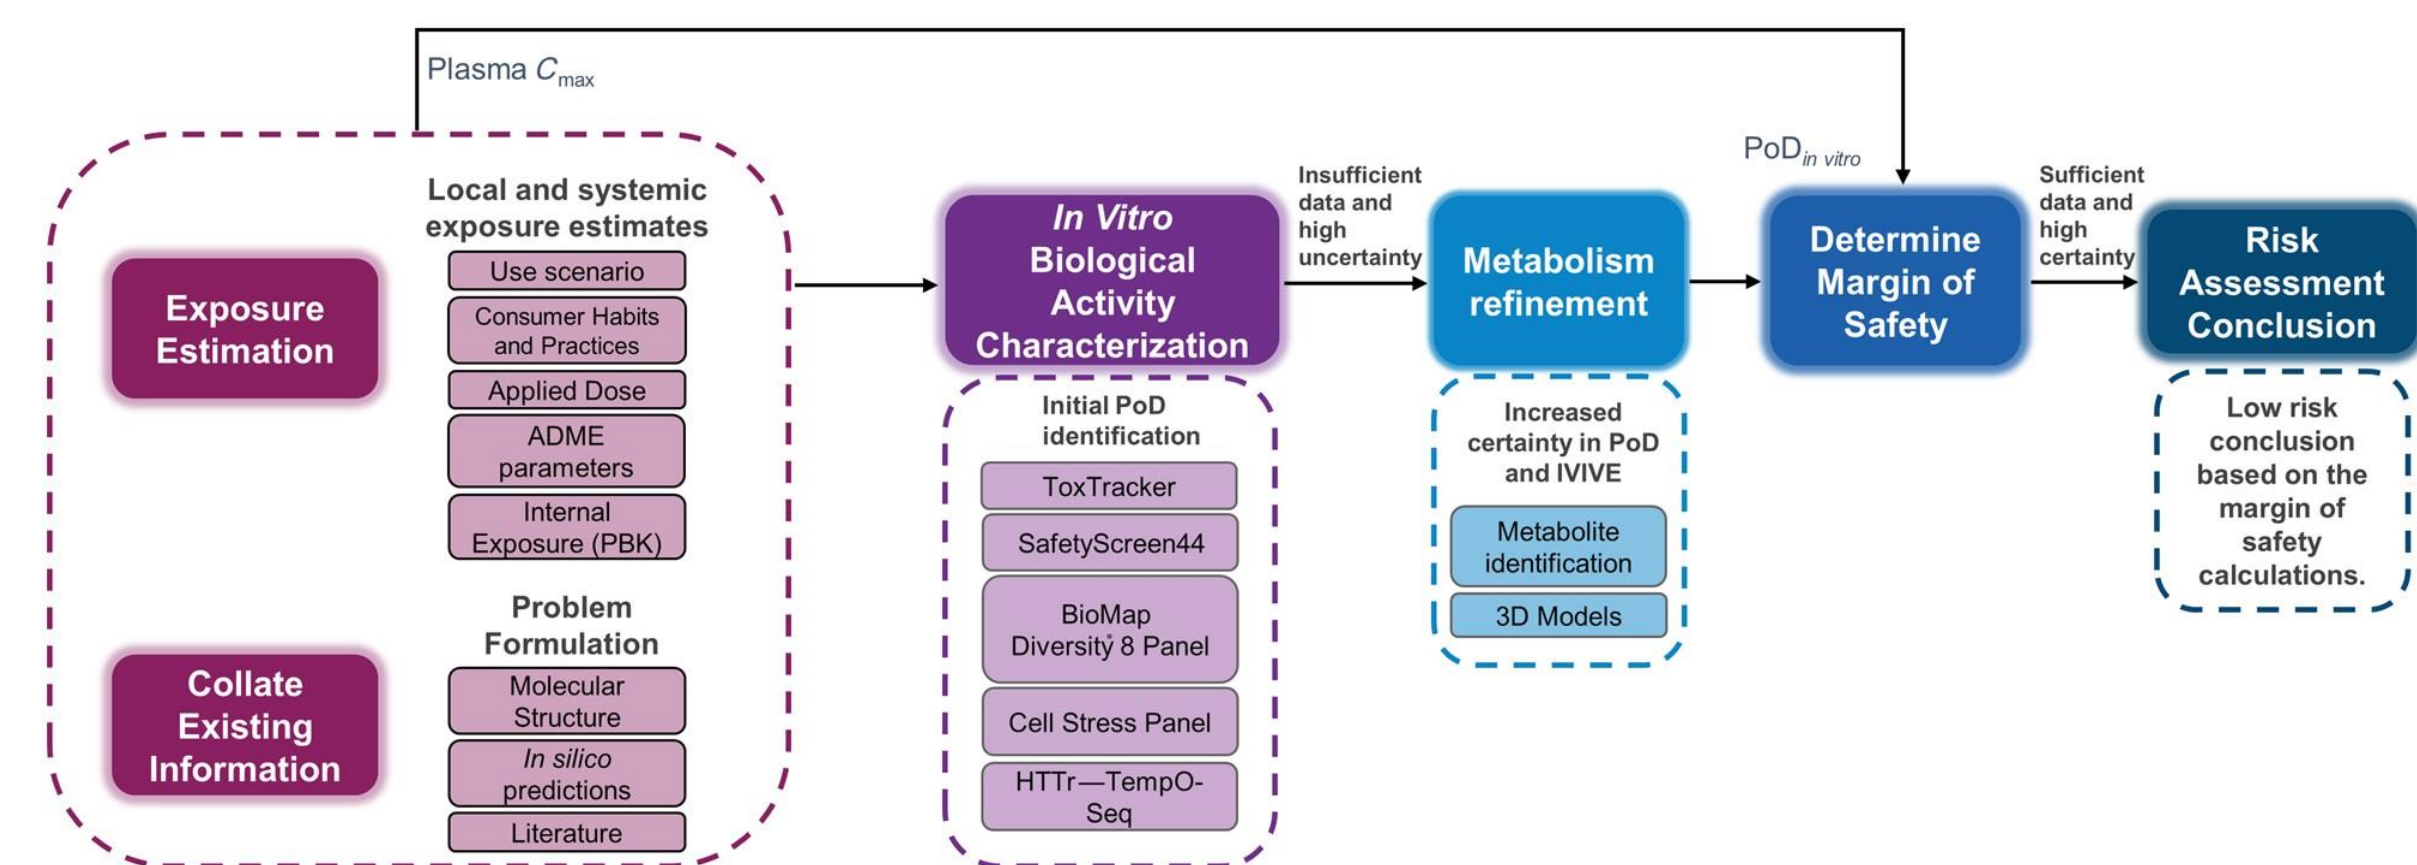 Plasma Cmax
Local and systemic
exposure estimates
Exposure
Estimation
Use scenario
Consumer Habits
and Practices
Applied Dose
ADME
parameters
Internal
Exposure (PBK)
Problem
Formulation
Collate
Existing
Information
Molecular
Structure
In silico
predictions
Literature
In Vitro
Biological
Activity
Characterization
Initial PoD
identification
ToxTracker
SafetyScreen44
BioMap
Diversity® 8 Panel
Cell Stress Panel
HTTr—TempO-
Seq
Insufficient
data and
high
uncertainty
Metabolism
refinement
Increased
certainty in PoD
and IVIVE
Metabolite
identification
3D Models
PoDin vitro
Determine
Margin of
Safety
Sufficient
data and
high
certainty
Risk
Assessment
Conclusion
Low risk
conclusion
based on the
margin of
safety
calculations.